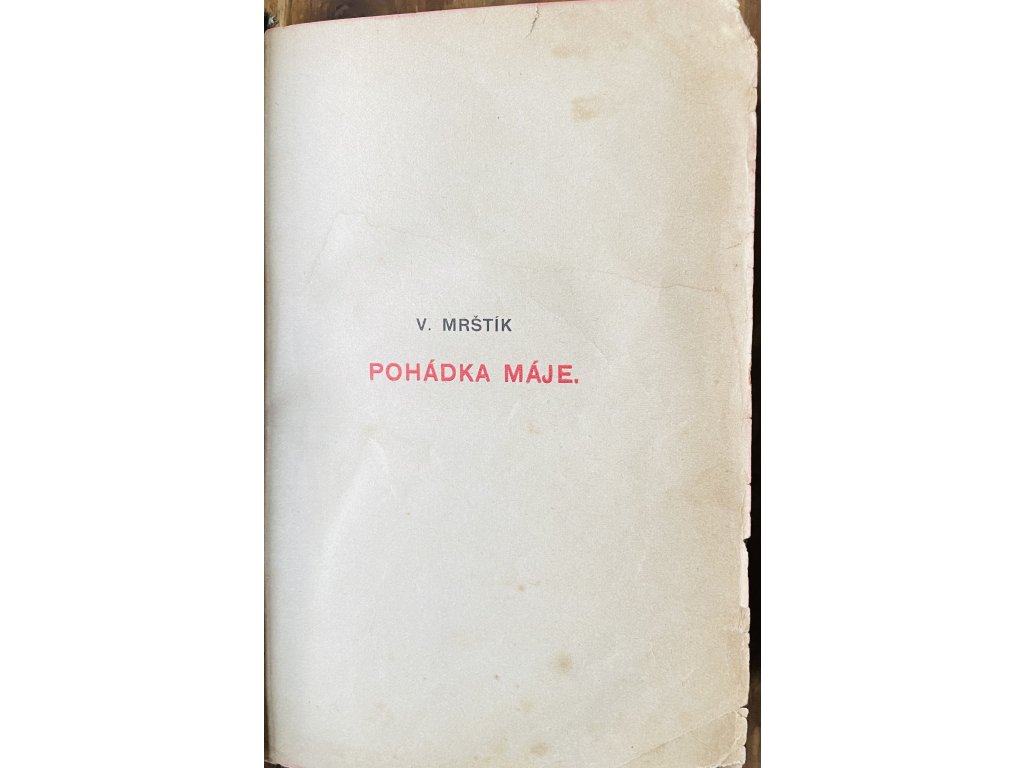 V. MRŠTÍK
POHÁDKA MÁJE.